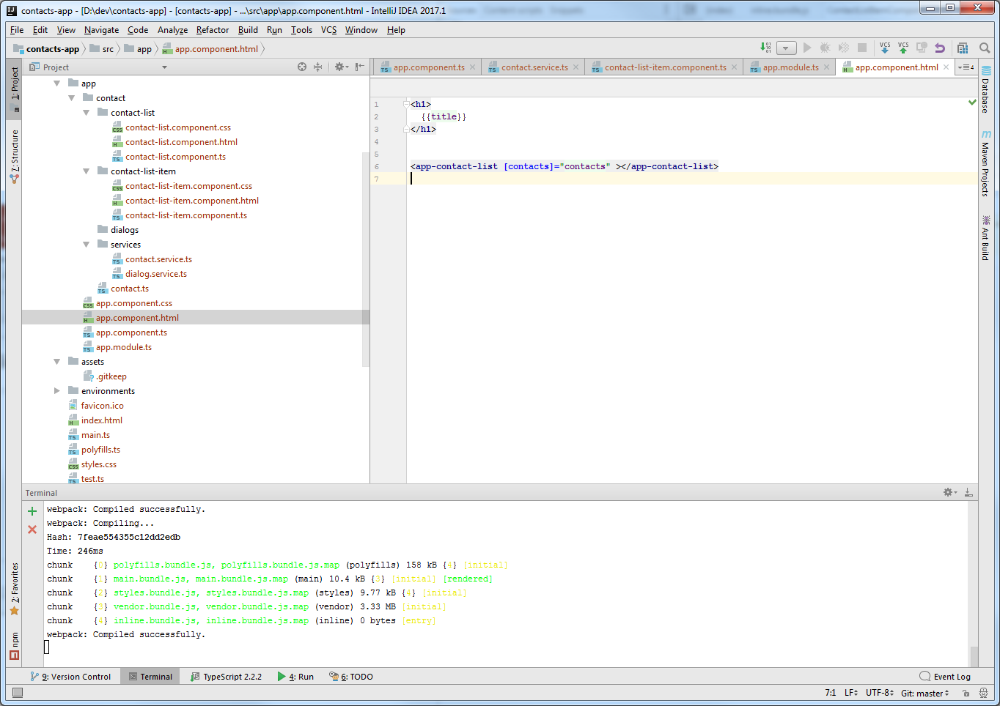 contacts-app - [D:\dev\contacts-app] - [contacts-app] - ...\src\app\app.component.html - IntelliJ IDEA 2017.1
File Edit View Navigate Code Analyze Refactor Build Run Tools VCS Window Help
contacts-app src app app.component.html
VCS VCS
1: Project
Z: Structure
2: Favorites
npm
Project
app
contact
contact-list
contact-list.component.css
contact-list.component.html
contact-list.component.ts
contact-list-item
contact-list-item.component.css
contact-list-item.component.html
contact-list-item.component.ts
dialogs
services
contact.service.ts
dialog.service.ts
contact.ts
app.component.css
app.component.html
app.component.ts
app.module.ts
assets
.gitkeep
environments
favicon.ico
index.html
main.ts
polyfills.ts
styles.css
test.ts
app.component.ts contact.service.ts contact-list-item.component.ts app.module.ts app.component.html 4
1 <h1>
2 {{title}}
3 </h1>
4
5
6 <app-contact-list [contacts]="contacts" ></app-contact-list>
7
Database
Maven Projects
Ant Build
Terminal
webpack: Compiled successfully.
webpack: Compiling...
Hash: 7feae554355c12dd2edb
Time: 246ms
chunk {0} polyfills.bundle.js, polyfills.bundle.js.map (polyfills) 158 kB {4} [initial]
chunk {1} main.bundle.js, main.bundle.js.map (main) 10.4 kB {3} [initial] [rendered]
chunk {2} styles.bundle.js, styles.bundle.js.map (styles) 9.77 kB {4} [initial]
chunk {3} vendor.bundle.js, vendor.bundle.js.map (vendor) 3.33 MB [initial]
chunk {4} inline.bundle.js, inline.bundle.js.map (inline) 0 bytes [entry]
webpack: Compiled successfully.
9: Version Control Terminal TypeScript 2.2.2 4: Run 6: TODO Event Log
7:1 LF UTF-8 Git: master